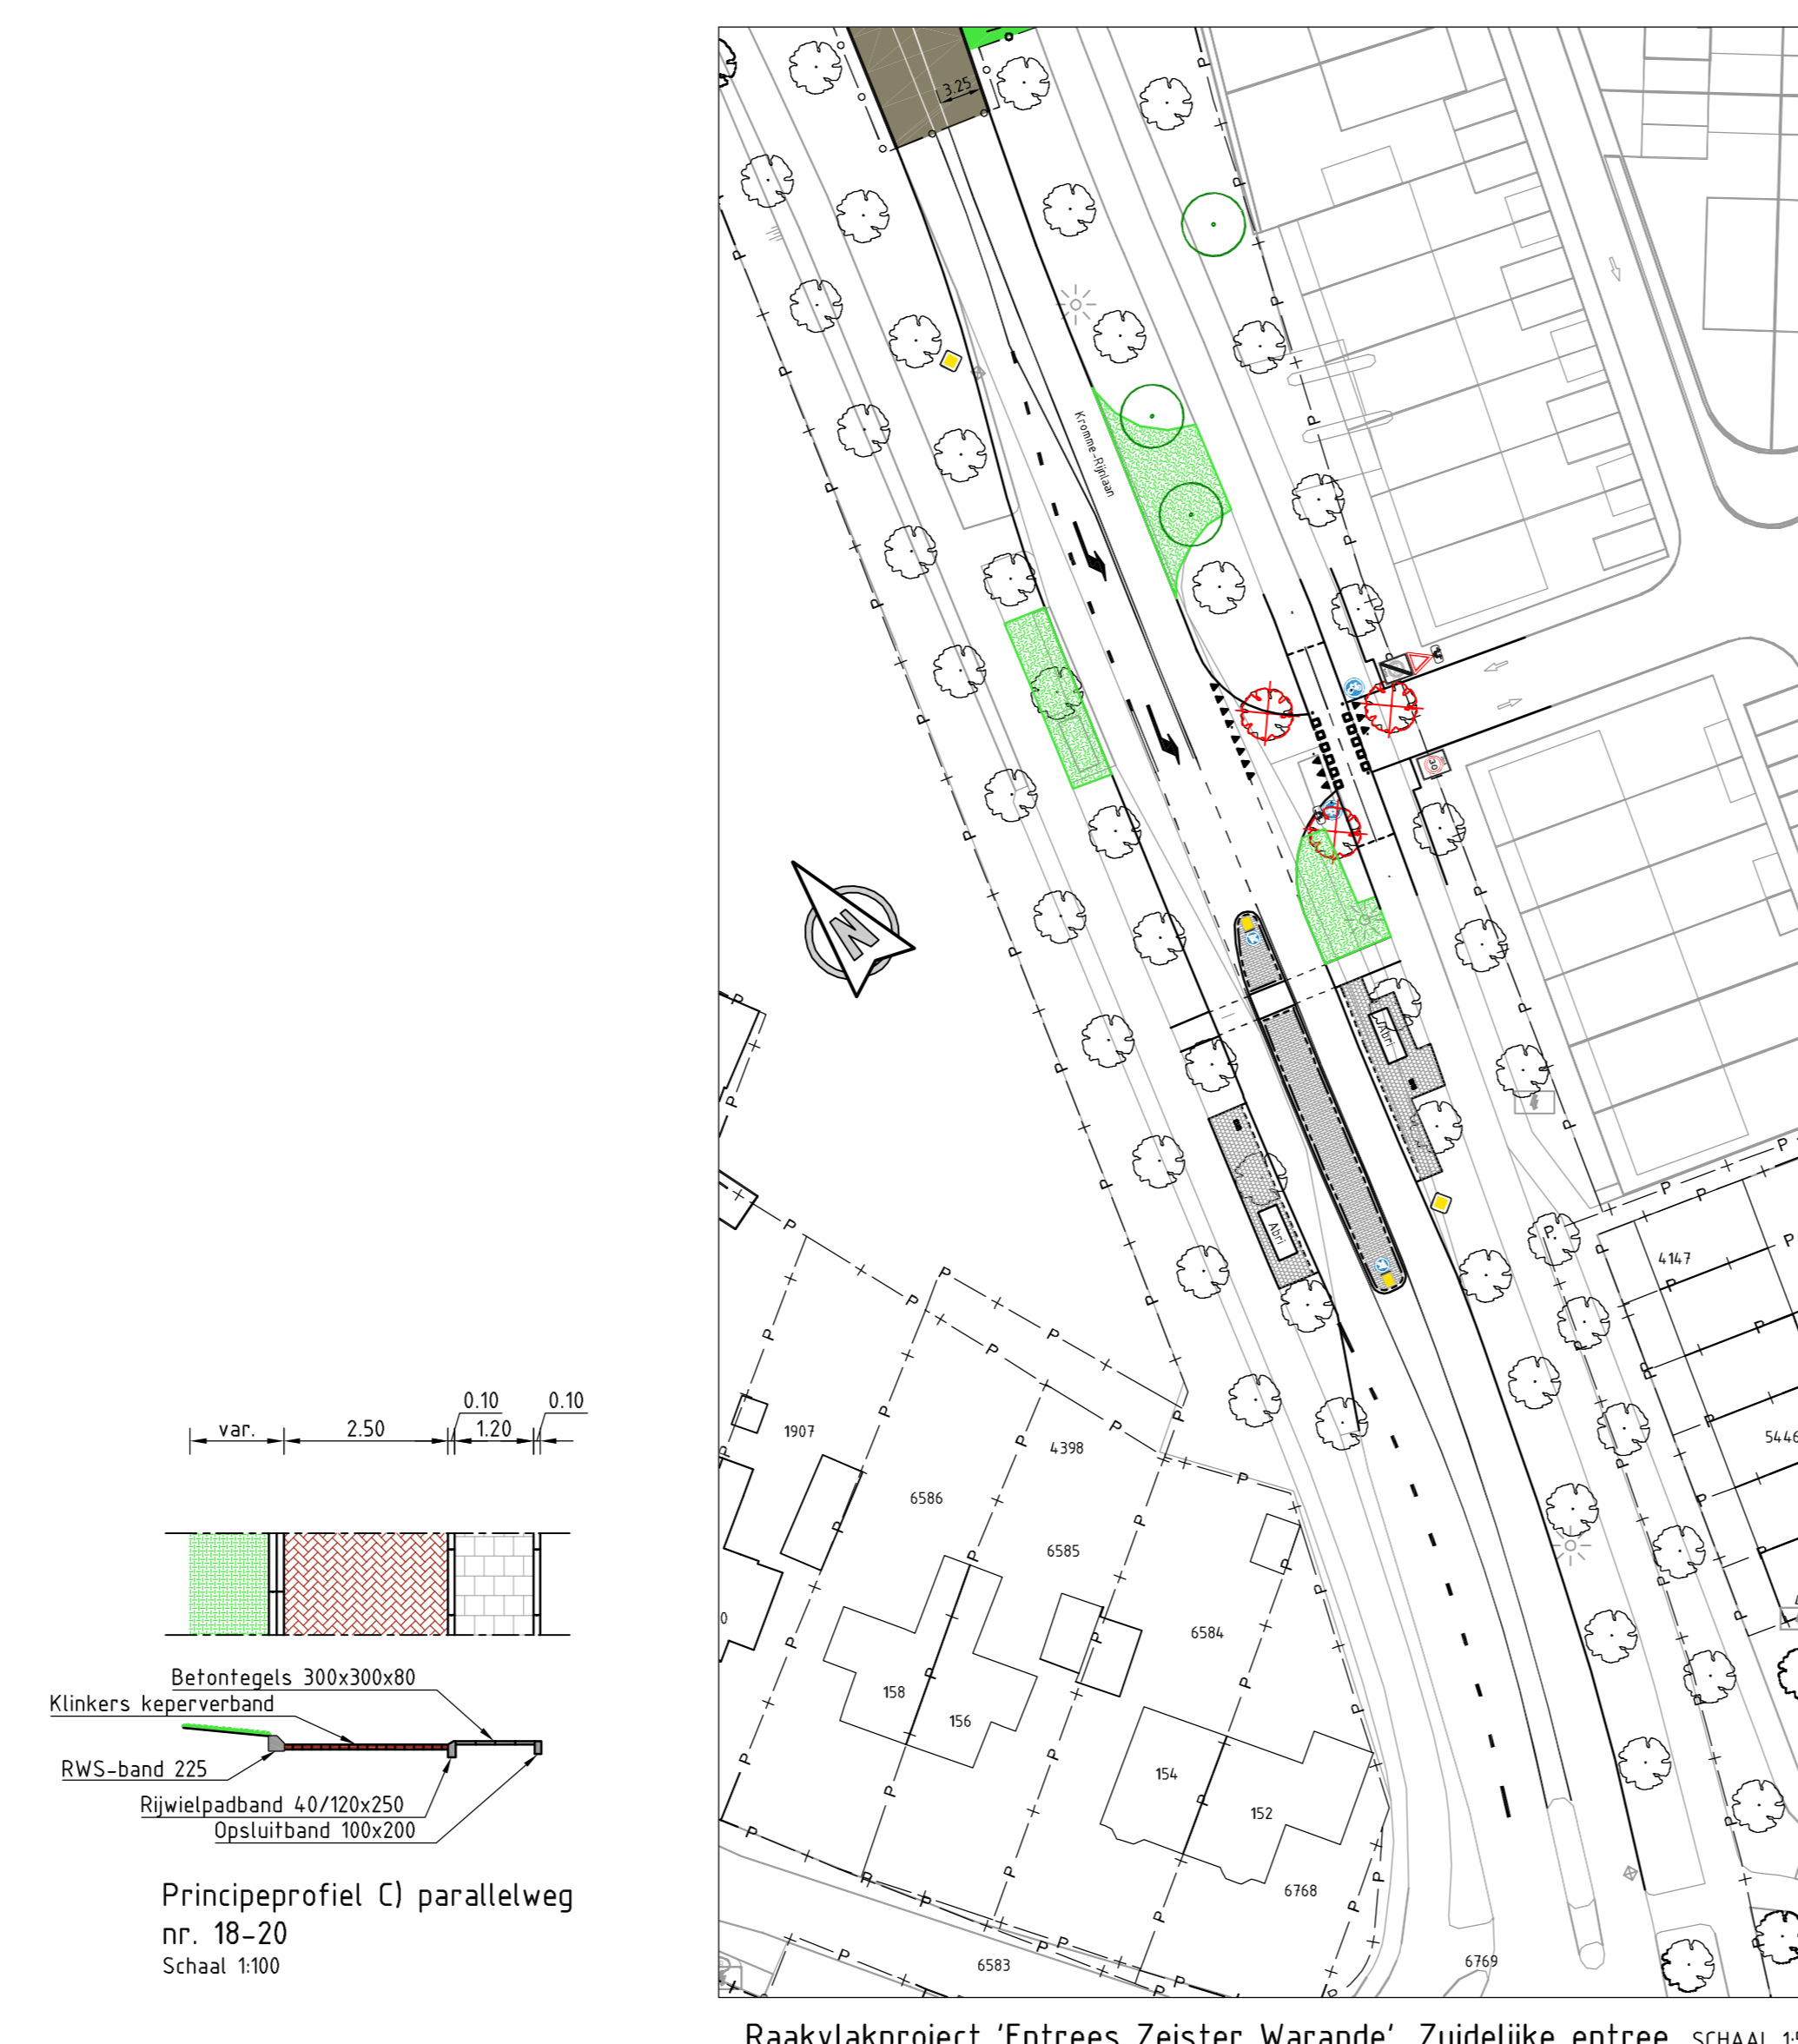 3.25
Kromme-Rijnlaan
30
N
Abri
Abri
4147
5446
1907
4398
6586
6585
6584
158
156
154
152
6768
6583
6769
var.
2.50
0.10
1.20
0.10
Betontegels 300x300x80
Klinkers keperverband
RWS-band 225
Rijwielpadband 40/120x250
Opsluitband 100x200
Principeprofiel C) parallelweg
nr. 18-20
Schaal 1:100
Raakvlakproject 'Entrees Zeister Warande', Zuidelijke entree SCHAAL